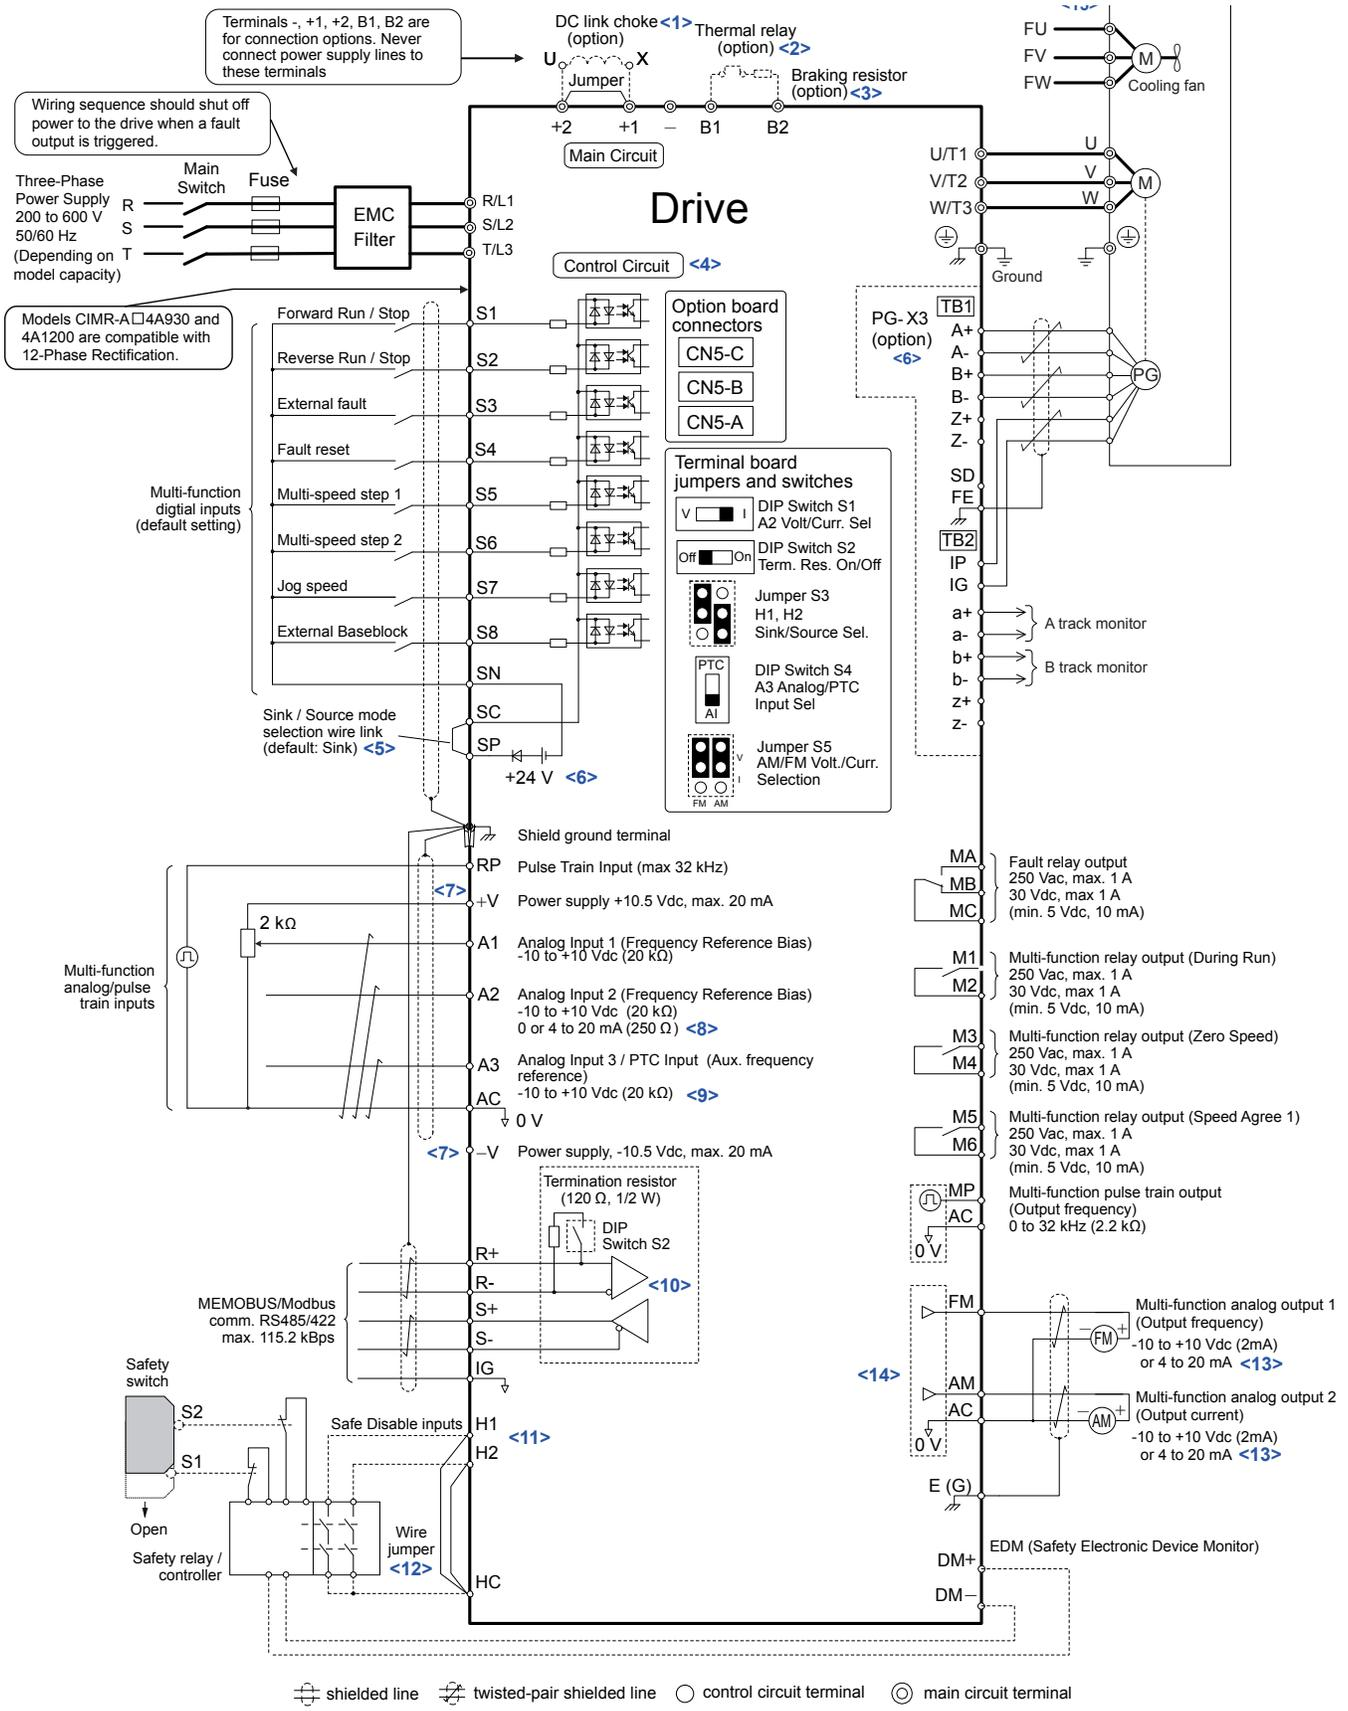 Terminals -, +1, +2, B1, B2 are
for connection options. Never
connect power supply lines to
these terminals
DC link choke <1>
(option)
U X
Jumper
Thermal relay
(option) <2>
Braking resistor
(option) <3>
+2 +1 – B1 B2
Main Circuit
FU
FV
FW
M
Cooling fan
Wiring sequence should shut off
power to the drive when a fault
output is triggered.
Three-Phase
Power Supply
200 to 600 V
50/60 Hz
(Depending on
model capacity)
Main
Switch
Fuse
R
S
T
EMC
Filter
R/L1
S/L2
T/L3
Drive
U/T1
V/T2
W/T3
U
V
W
M
Ground
Control Circuit <4>
Models CIMR-A□4A930 and
4A1200 are compatible with
12-Phase Rectification.
Multi-function
digtial inputs
(default setting)
Forward Run / Stop S1
Reverse Run / Stop S2
External fault S3
Fault reset S4
Multi-speed step 1 S5
Multi-speed step 2 S6
Jog speed S7
External Baseblock S8
SN
SC
SP
Sink / Source mode
selection wire link
(default: Sink) <5>
+24 V <6>
Option board
connectors
CN5-C
CN5-B
CN5-A
Terminal board
jumpers and switches
V I
DIP Switch S1
A2 Volt/Curr. Sel
Off On
DIP Switch S2
Term. Res. On/Off
Jumper S3
H1, H2
Sink/Source Sel.
PTC
AI
DIP Switch S4
A3 Analog/PTC
Input Sel
V
I
FM AM
Jumper S5
AM/FM Volt./Curr.
Selection
PG-X3
(option)
<6>
TB1
A+
A-
B+
B-
Z+
Z-
SD
FE
PG
TB2
IP
IG
a+
a-
A track monitor
b+
b-
B track monitor
z+
z-
Shield ground terminal
Multi-function
analog/pulse
train inputs
2 kΩ
<7>
RP Pulse Train Input (max 32 kHz)
+V Power supply +10.5 Vdc, max. 20 mA
A1 Analog Input 1 (Frequency Reference Bias)
-10 to +10 Vdc (20 kΩ)
A2 Analog Input 2 (Frequency Reference Bias)
-10 to +10 Vdc (20 kΩ)
0 or 4 to 20 mA (250 Ω) <8>
A3 Analog Input 3 / PTC Input (Aux. frequency
reference)
-10 to +10 Vdc (20 kΩ) <9>
AC
0 V
<7> –V Power supply, -10.5 Vdc, max. 20 mA
MA
MB
MC
Fault relay output
250 Vac, max. 1 A
30 Vdc, max 1 A
(min. 5 Vdc, 10 mA)
M1
M2
Multi-function relay output (During Run)
250 Vac, max. 1 A
30 Vdc, max 1 A
(min. 5 Vdc, 10 mA)
M3
M4
Multi-function relay output (Zero Speed)
250 Vac, max. 1 A
30 Vdc, max 1 A
(min. 5 Vdc, 10 mA)
M5
M6
Multi-function relay output (Speed Agree 1)
250 Vac, max. 1 A
30 Vdc, max 1 A
(min. 5 Vdc, 10 mA)
MP
AC
0 V
Multi-function pulse train output
(Output frequency)
0 to 32 kHz (2.2 kΩ)
Termination resistor
(120 Ω, 1/2 W)
DIP
Switch S2
<10>
MEMOBUS/Modbus
comm. RS485/422
max. 115.2 kBps
R+
R-
S+
S-
IG
<14>
FM
AM
AC
0 V
E (G)
− FM +
− AM +
Multi-function analog output 1
(Output frequency)
-10 to +10 Vdc (2mA)
or 4 to 20 mA <13>
Multi-function analog output 2
(Output current)
-10 to +10 Vdc (2mA)
or 4 to 20 mA <13>
Safety
switch
S2
S1
Open
Safety relay /
controller
Safe Disable inputs
H1 <11>
H2
Wire
jumper
<12>
HC
EDM (Safety Electronic Device Monitor)
DM+
DM−
shielded line twisted-pair shielded line control circuit terminal main circuit terminal